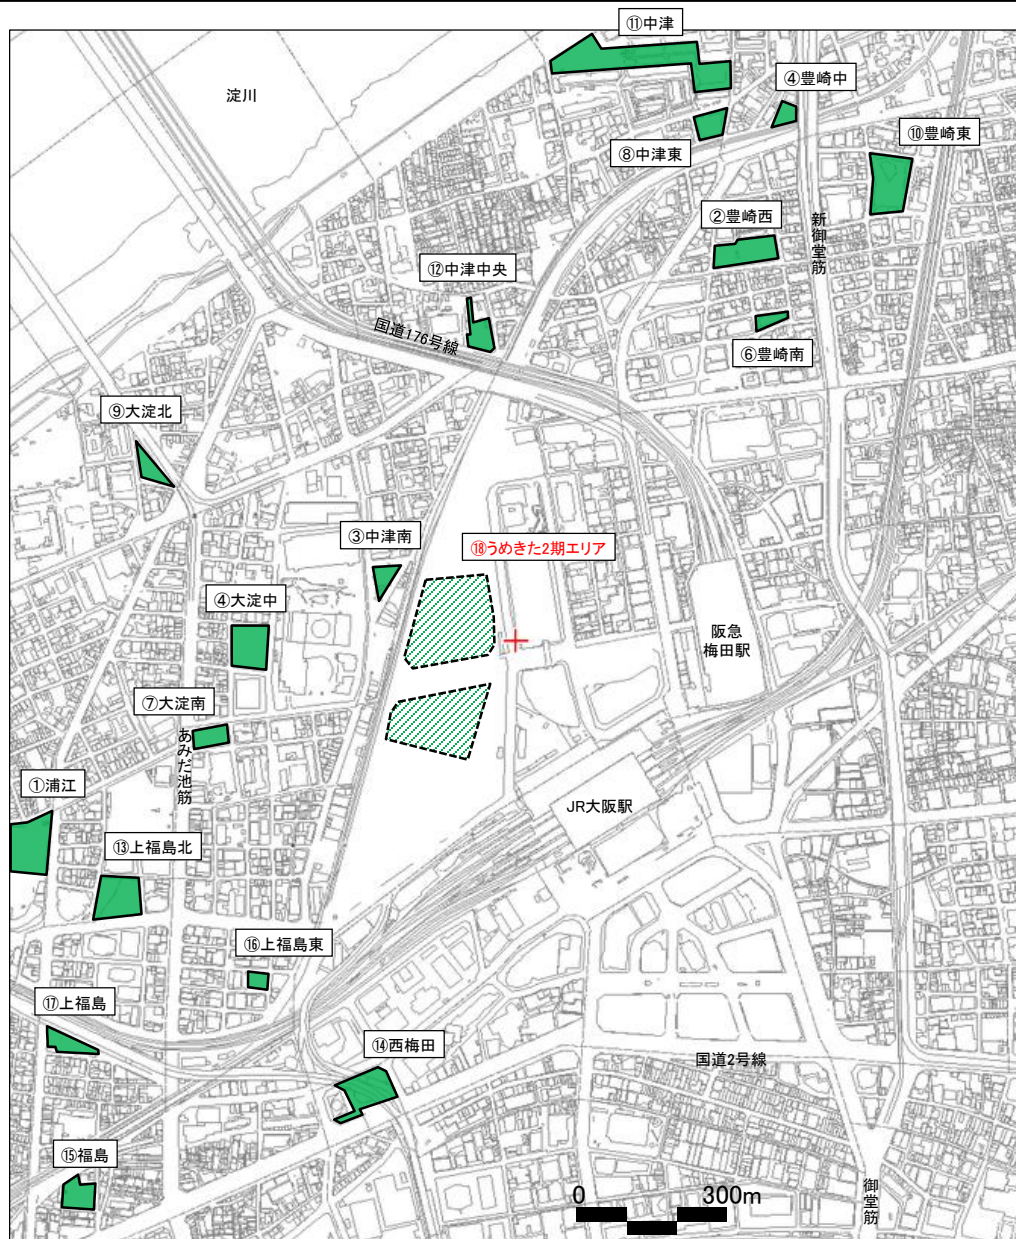 ⑪中津
淀川
④豊崎中
⑩豊崎東
⑧中津東
②豊崎西
新御堂筋
⑫中津中央
国道176号線
⑥豊崎南
⑨大淀北
③中津南
⑱うめきた2期エリア
④大淀中
阪急
梅田駅
⑦大淀南
あみだ池筋
①浦江
JR大阪駅
⑬上福島北
⑯上福島東
⑰上福島
⑭西梅田
国道2号線
⑮福島
御堂筋
0 300m